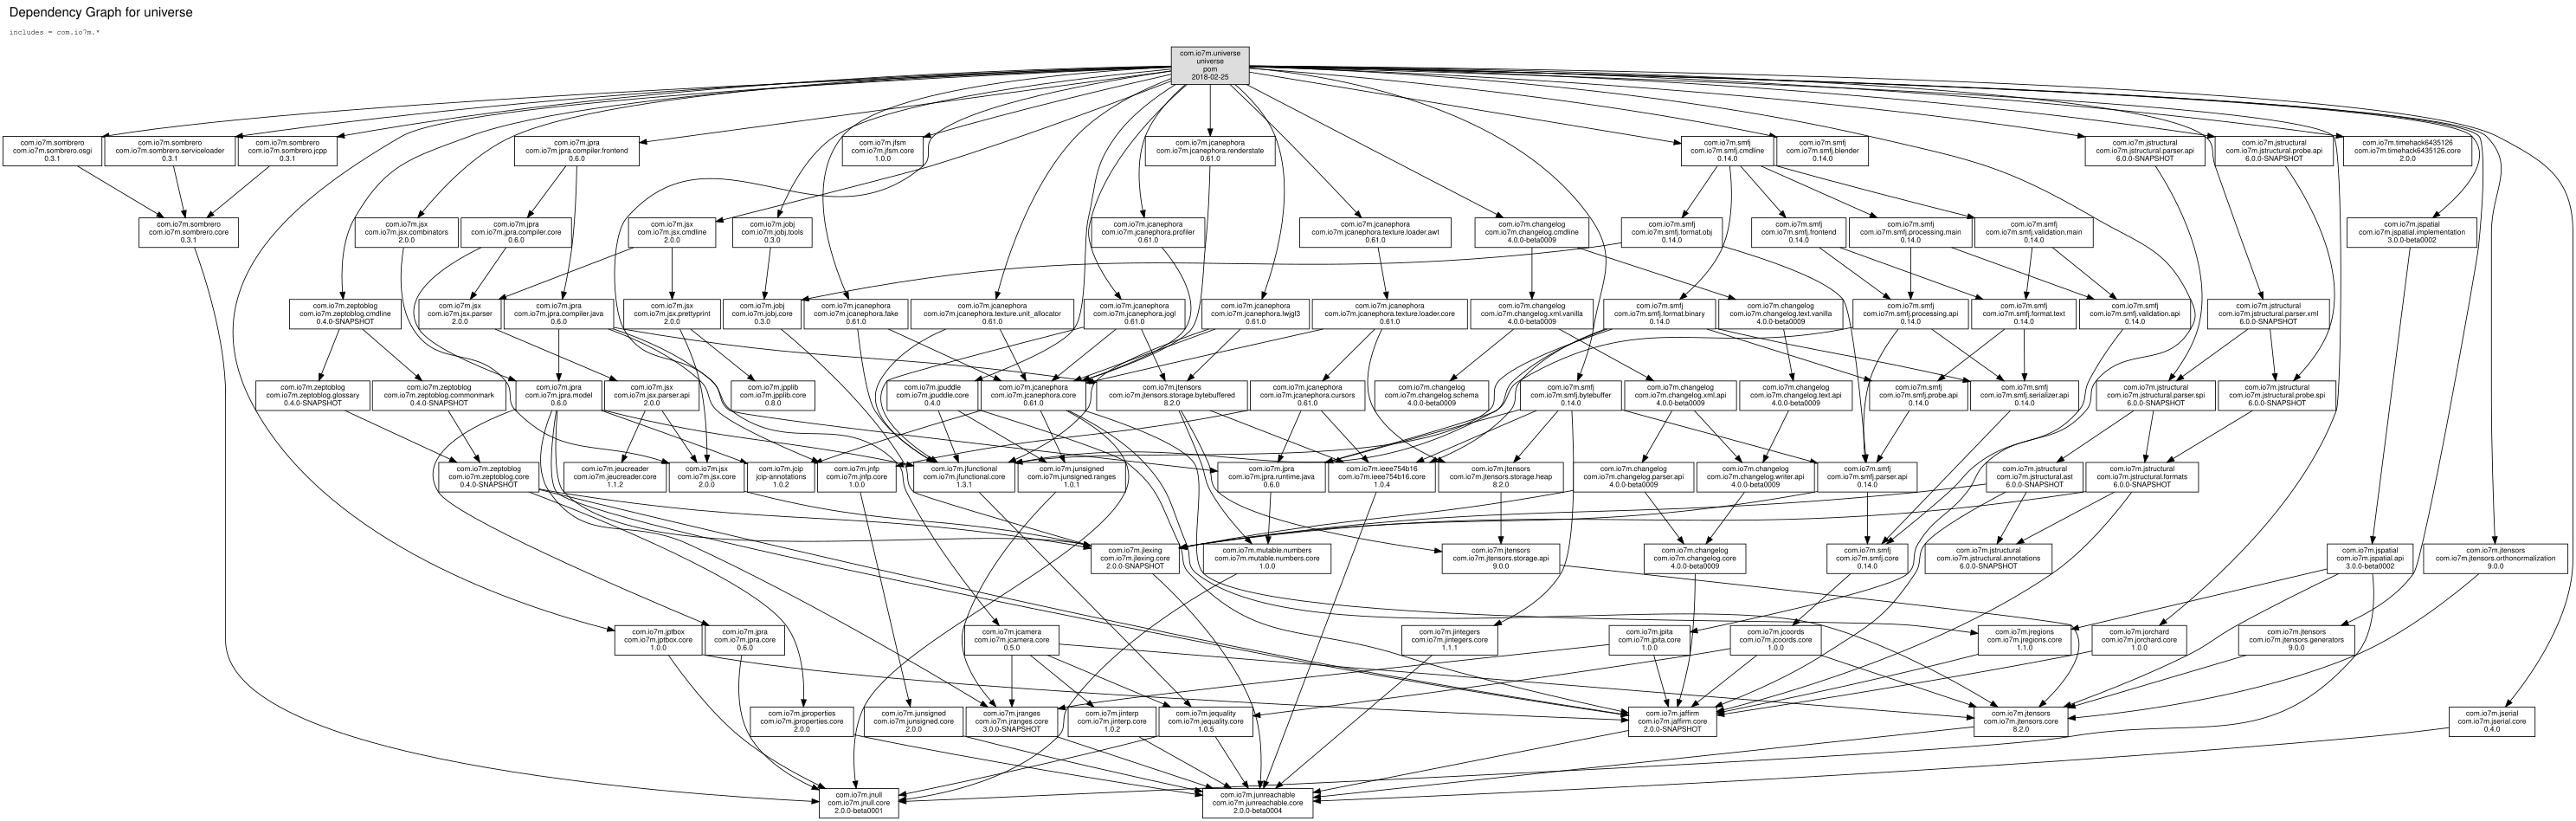 Dependency Graph for universe
includes = com.io7m.*
com.io7m.universe
universe
pom
2018-02-25
com.io7m.sombrero
com.io7m.sombrero.osgi
0.3.1
com.io7m.sombrero
com.io7m.sombrero.serviceloader
0.3.1
com.io7m.sombrero
com.io7m.sombrero.jcpp
0.3.1
com.io7m.jpra
com.io7m.jpra.compiler.frontend
0.6.0
com.io7m.jfsm
com.io7m.jfsm.core
1.0.0
com.io7m.jcanephora
com.io7m.jcanephora.renderstate
0.61.0
com.io7m.smfj
com.io7m.smfj.cmdline
0.14.0
com.io7m.smfj
com.io7m.smfj.blender
0.14.0
com.io7m.jstructural
com.io7m.jstructural.parser.api
6.0.0-SNAPSHOT
com.io7m.jstructural
com.io7m.jstructural.probe.api
6.0.0-SNAPSHOT
com.io7m.timehack6435126
com.io7m.timehack6435126.core
2.0.0
com.io7m.sombrero
com.io7m.sombrero.core
0.3.1
com.io7m.jsx
com.io7m.jsx.combinators
2.0.0
com.io7m.jpra
com.io7m.jpra.compiler.core
0.6.0
com.io7m.jsx
com.io7m.jsx.cmdline
2.0.0
com.io7m.jobj
com.io7m.jobj.tools
0.3.0
com.io7m.jcanephora
com.io7m.jcanephora.profiler
0.61.0
com.io7m.jcanephora
com.io7m.jcanephora.texture.loader.awt
0.61.0
com.io7m.changelog
com.io7m.changelog.cmdline
4.0.0-beta0009
com.io7m.smfj
com.io7m.smfj.format.obj
0.14.0
com.io7m.smfj
com.io7m.smfj.frontend
0.14.0
com.io7m.smfj
com.io7m.smfj.processing.main
0.14.0
com.io7m.smfj
com.io7m.smfj.validation.main
0.14.0
com.io7m.jspatial
com.io7m.jspatial.implementation
3.0.0-beta0002
com.io7m.zeptoblog
com.io7m.zeptoblog.cmdline
0.4.0-SNAPSHOT
com.io7m.jsx
com.io7m.jsx.parser
2.0.0
com.io7m.jpra
com.io7m.jpra.compiler.java
0.6.0
com.io7m.jsx
com.io7m.jsx.prettyprint
2.0.0
com.io7m.jobj
com.io7m.jobj.core
0.3.0
com.io7m.jcanephora
com.io7m.jcanephora.fake
0.61.0
com.io7m.jcanephora
com.io7m.jcanephora.texture.unit_allocator
0.61.0
com.io7m.jcanephora
com.io7m.jcanephora.jogl
0.61.0
com.io7m.jcanephora
com.io7m.jcanephora.lwjgl3
0.61.0
com.io7m.jcanephora
com.io7m.jcanephora.texture.loader.core
0.61.0
com.io7m.changelog
com.io7m.changelog.xml.vanilla
4.0.0-beta0009
com.io7m.smfj
com.io7m.smfj.format.binary
0.14.0
com.io7m.changelog
com.io7m.changelog.text.vanilla
4.0.0-beta0009
com.io7m.smfj
com.io7m.smfj.processing.api
0.14.0
com.io7m.smfj
com.io7m.smfj.format.text
0.14.0
com.io7m.smfj
com.io7m.smfj.validation.api
0.14.0
com.io7m.jstructural
com.io7m.jstructural.parser.xml
6.0.0-SNAPSHOT
com.io7m.zeptoblog
com.io7m.zeptoblog.glossary
0.4.0-SNAPSHOT
com.io7m.zeptoblog
com.io7m.zeptoblog.commonmark
0.4.0-SNAPSHOT
com.io7m.jpra
com.io7m.jpra.model
0.6.0
com.io7m.jsx
com.io7m.jsx.parser.api
2.0.0
com.io7m.jpplib
com.io7m.jpplib.core
0.8.0
com.io7m.jpuddle
com.io7m.jpuddle.core
0.4.0
com.io7m.jcanephora
com.io7m.jcanephora.core
0.61.0
com.io7m.jtensors
com.io7m.jtensors.storage.bytebuffered
8.2.0
com.io7m.jcanephora
com.io7m.jcanephora.cursors
0.61.0
com.io7m.changelog
com.io7m.changelog.schema
4.0.0-beta0009
com.io7m.smfj
com.io7m.smfj.bytebuffer
0.14.0
com.io7m.changelog
com.io7m.changelog.xml.api
4.0.0-beta0009
com.io7m.changelog
com.io7m.changelog.text.api
4.0.0-beta0009
com.io7m.smfj
com.io7m.smfj.probe.api
0.14.0
com.io7m.smfj
com.io7m.smfj.serializer.api
0.14.0
com.io7m.jstructural
com.io7m.jstructural.parser.spi
6.0.0-SNAPSHOT
com.io7m.jstructural
com.io7m.jstructural.probe.spi
6.0.0-SNAPSHOT
com.io7m.zeptoblog
com.io7m.zeptoblog.core
0.4.0-SNAPSHOT
com.io7m.jeucreader
com.io7m.jeucreader.core
1.1.2
com.io7m.jsx
com.io7m.jsx.core
2.0.0
com.io7m.jcip
jcip-annotations
1.0.2
com.io7m.jnfp
com.io7m.jnfp.core
1.0.0
com.io7m.jfunctional
com.io7m.jfunctional.core
1.3.1
com.io7m.junsigned
com.io7m.junsigned.ranges
1.0.1
com.io7m.jpra
com.io7m.jpra.runtime.java
0.6.0
com.io7m.ieee754b16
com.io7m.ieee754b16.core
1.0.4
com.io7m.jtensors
com.io7m.jtensors.storage.heap
8.2.0
com.io7m.changelog
com.io7m.changelog.parser.api
4.0.0-beta0009
com.io7m.changelog
com.io7m.changelog.writer.api
4.0.0-beta0009
com.io7m.smfj
com.io7m.smfj.parser.api
0.14.0
com.io7m.jstructural
com.io7m.jstructural.ast
6.0.0-SNAPSHOT
com.io7m.jstructural
com.io7m.jstructural.formats
6.0.0-SNAPSHOT
com.io7m.jlexing
com.io7m.jlexing.core
2.0.0-SNAPSHOT
com.io7m.mutable.numbers
com.io7m.mutable.numbers.core
1.0.0
com.io7m.jtensors
com.io7m.jtensors.storage.api
9.0.0
com.io7m.changelog
com.io7m.changelog.core
4.0.0-beta0009
com.io7m.smfj
com.io7m.smfj.core
0.14.0
com.io7m.jstructural
com.io7m.jstructural.annotations
6.0.0-SNAPSHOT
com.io7m.jspatial
com.io7m.jspatial.api
3.0.0-beta0002
com.io7m.jtensors
com.io7m.jtensors.orthonormalization
9.0.0
com.io7m.jptbox
com.io7m.jptbox.core
1.0.0
com.io7m.jpra
com.io7m.jpra.core
0.6.0
com.io7m.jcamera
com.io7m.jcamera.core
0.5.0
com.io7m.jintegers
com.io7m.jintegers.core
1.1.1
com.io7m.jpita
com.io7m.jpita.core
1.0.0
com.io7m.jcoords
com.io7m.jcoords.core
1.0.0
com.io7m.jregions
com.io7m.jregions.core
1.1.0
com.io7m.jorchard
com.io7m.jorchard.core
1.0.0
com.io7m.jtensors
com.io7m.jtensors.generators
9.0.0
com.io7m.jproperties
com.io7m.jproperties.core
2.0.0
com.io7m.junsigned
com.io7m.junsigned.core
2.0.0
com.io7m.jranges
com.io7m.jranges.core
3.0.0-SNAPSHOT
com.io7m.jinterp
com.io7m.jinterp.core
1.0.2
com.io7m.jequality
com.io7m.jequality.core
1.0.5
com.io7m.jaffirm
com.io7m.jaffirm.core
2.0.0-SNAPSHOT
com.io7m.jtensors
com.io7m.jtensors.core
8.2.0
com.io7m.jserial
com.io7m.jserial.core
0.4.0
com.io7m.jnull
com.io7m.jnull.core
2.0.0-beta0001
com.io7m.junreachable
com.io7m.junreachable.core
2.0.0-beta0004